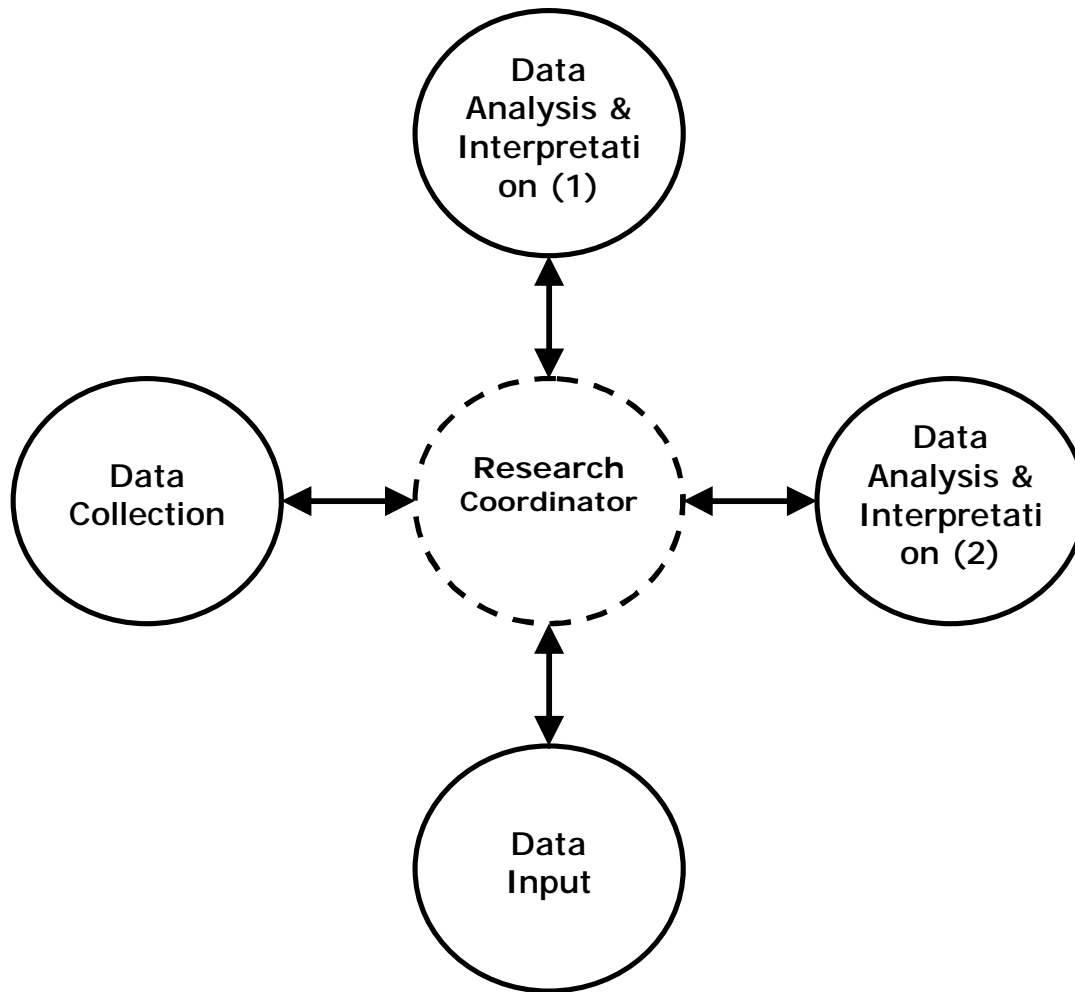 Data
Analysis &
Interpretati
on (1)
Data
Collection
Research
Coordinator
Data
Analysis &
Interpretati
on (2)
Data
Input